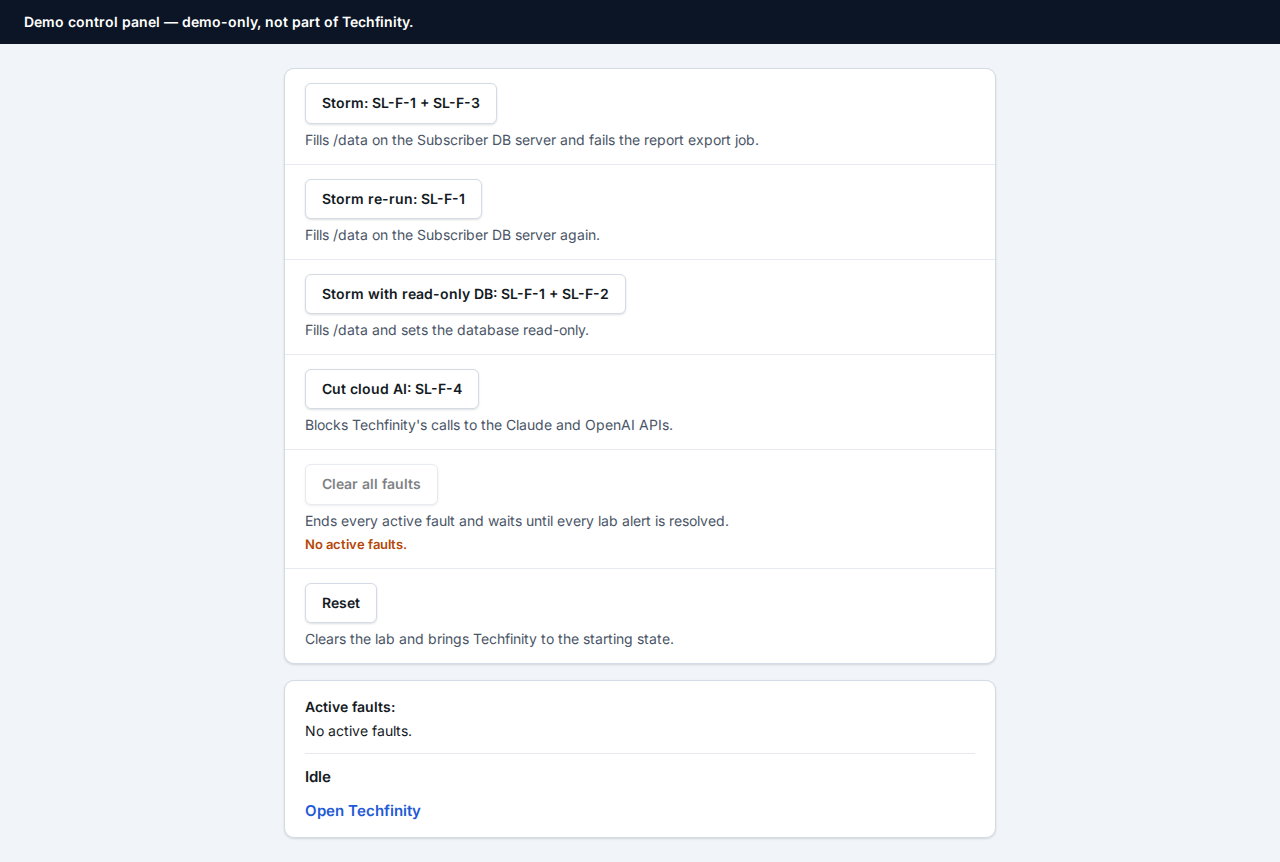 Demo control panel — demo-only, not part of Techfinity.
Storm: SL-F-1 + SL-F-3
Fills /data on the Subscriber DB server and fails the report export job.
Storm re-run: SL-F-1
Fills /data on the Subscriber DB server again.
Storm with read-only DB: SL-F-1 + SL-F-2
Fills /data and sets the database read-only.
Cut cloud AI: SL-F-4
Blocks Techfinity's calls to the Claude and OpenAI APIs.
Clear all faults
Ends every active fault and waits until every lab alert is resolved.
No active faults.
Reset
Clears the lab and brings Techfinity to the starting state.
Active faults:
No active faults.
Idle
Open Techfinity